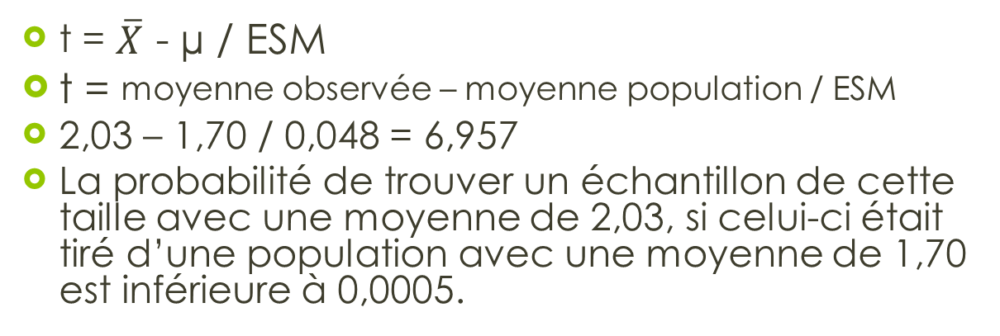 t = X̅ - µ / ESM
t = moyenne observée – moyenne population / ESM
2,03 – 1,70 / 0,048 = 6,957
La probabilité de trouver un échantillon de cette
taille avec une moyenne de 2,03, si celui-ci était
tiré d’une population avec une moyenne de 1,70
est inférieure à 0,0005.